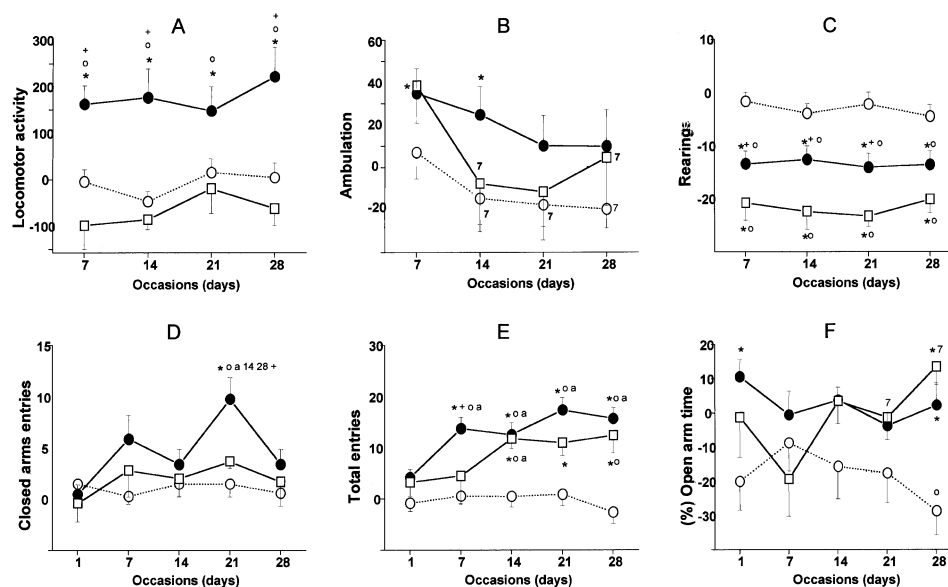 A
B
C
300
200
100
0
-100
Locomotor activity
+
o
*
+
o
*
o
*
+
o
*
7 14 21 28
Occasions (days)
60
40
20
0
-20
Ambulation
*
*
7
7
7
7
7
7 14 21 28
Occasions (days)
10
0
-10
-20
Rearings
*+ o
*+ o
*+ o
*o
*o
*o
*o
*o
7 14 21 28
Occasions (days)
D
E
F
15
10
5
0
Closed arms entries
* o a 14 28 +
1 7 14 21 28
Occasions (days)
30
20
10
0
Total entries
* + o a
*o a
*o a
*o a
*o a
*
*o
1 7 14 21 28
Occasions (days)
20
10
0
-10
-20
-30
(%) Open arm time
*
7
* 7
*
o
1 7 14 21 28
Occasions (days)